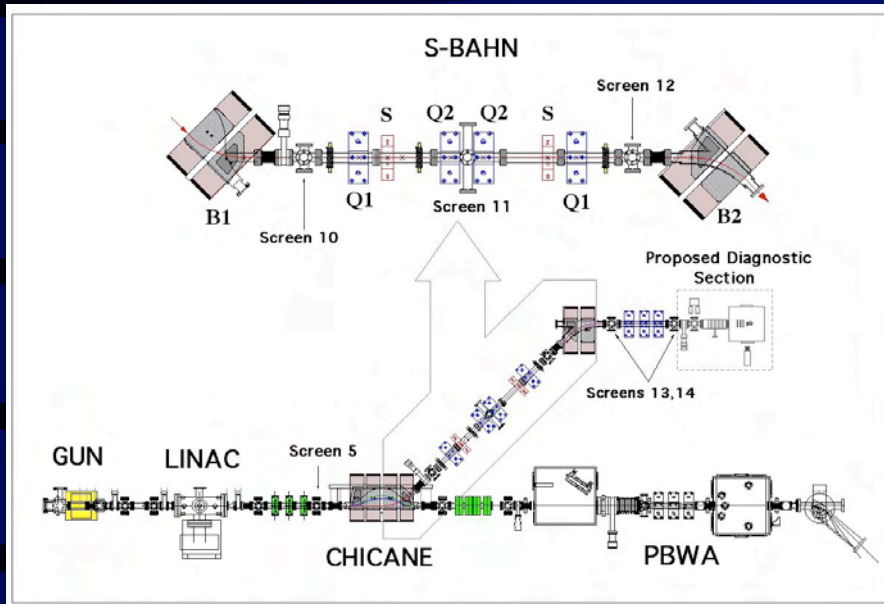 S-BAHN
Screen 12
S Q2 Q2 S
Q1 Screen 11 Q1
B1 B2
Screen 10
Proposed Diagnostic
Section
Screens 13,14
Screen 5
GUN LINAC
CHICANE PBWA